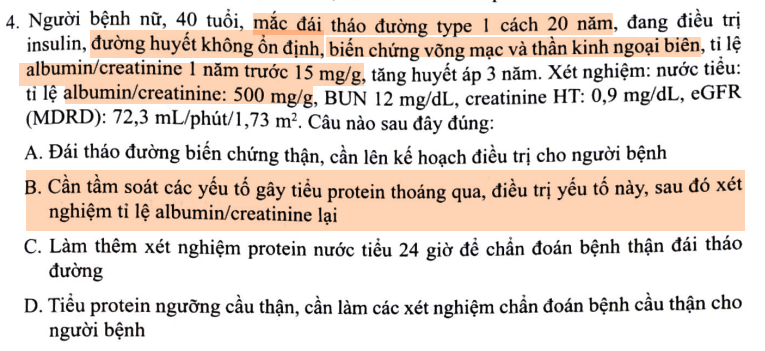 4. Người bệnh nữ, 40 tuổi, mắc đái tháo đường type 1 cách 20 năm, đang điều trị
insulin, đường huyết không ổn định, biến chứng võng mạc và thần kinh ngoại biên, tỉ lệ
albumin/creatinine 1 năm trước 15 mg/g, tăng huyết áp 3 năm. Xét nghiệm: nước tiểu:
tỉ lệ albumin/creatinine: 500 mg/g, BUN 12 mg/dL, creatinine HT: 0,9 mg/dL, eGFR
(MDRD): 72,3 mL/phút/1,73 m². Câu nào sau đây đúng:
A. Đái tháo đường biến chứng thận, cần lên kế hoạch điều trị cho người bệnh
B. Cần tầm soát các yếu tố gây tiểu protein thoáng qua, điều trị yếu tố này, sau đó xét
nghiệm tỉ lệ albumin/creatinine lại
C. Làm thêm xét nghiệm protein nước tiểu 24 giờ để chẩn đoán bệnh thận đái tháo
đường
D. Tiểu protein ngưỡng cầu thận, cần làm các xét nghiệm chẩn đoán bệnh cầu thận cho
người bệnh